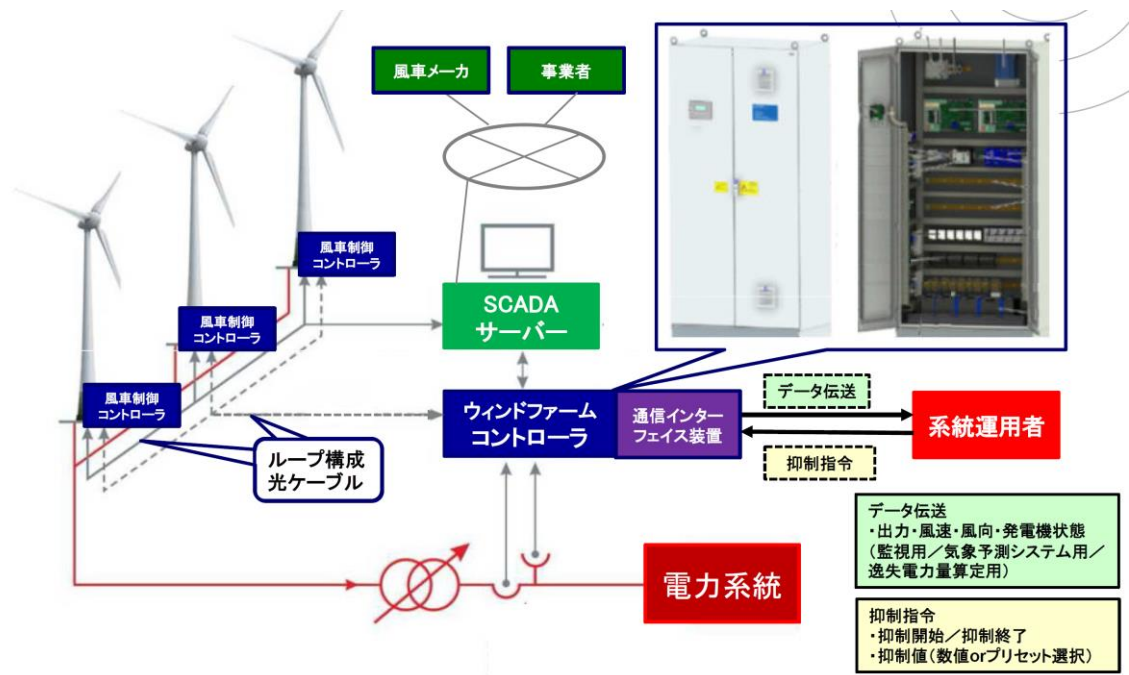 風車メーカ
事業者
風車制御
コントローラ
風車制御
コントローラ
風車制御
コントローラ
SCADA
サーバー
ウィンドファーム
コントローラ
通信インター
フェイス装置
データ伝送
抑制指令
系統運用者
ループ構成
光ケーブル
電力系統
データ伝送
・出力・風速・風向・発電機状態
(監視用/気象予測システム用/
逸失電力量算定用)
抑制指令
・抑制開始/抑制終了
・抑制値(数値orプリセット選択)